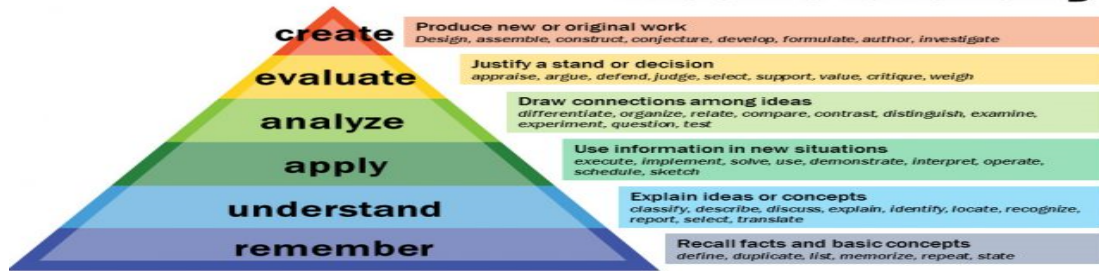 create
Produce new or original work
Design, assemble, construct, conjecture, develop, formulate, author, investigate
evaluate
Justify a stand or decision
appraise, argue, defend, judge, select, support, value, critique, weigh
analyze
Draw connections among ideas
differentiate, organize, relate, compare, contrast, distinguish, examine,
experiment, question, test
apply
Use information in new situations
execute, implement, solve, use, demonstrate, interpret, operate,
schedule, sketch
understand
Explain ideas or concepts
classify, describe, discuss, explain, identify, locate, recognize,
report, select, translate
remember
Recall facts and basic concepts
define, duplicate, list, memorize, repeat, state